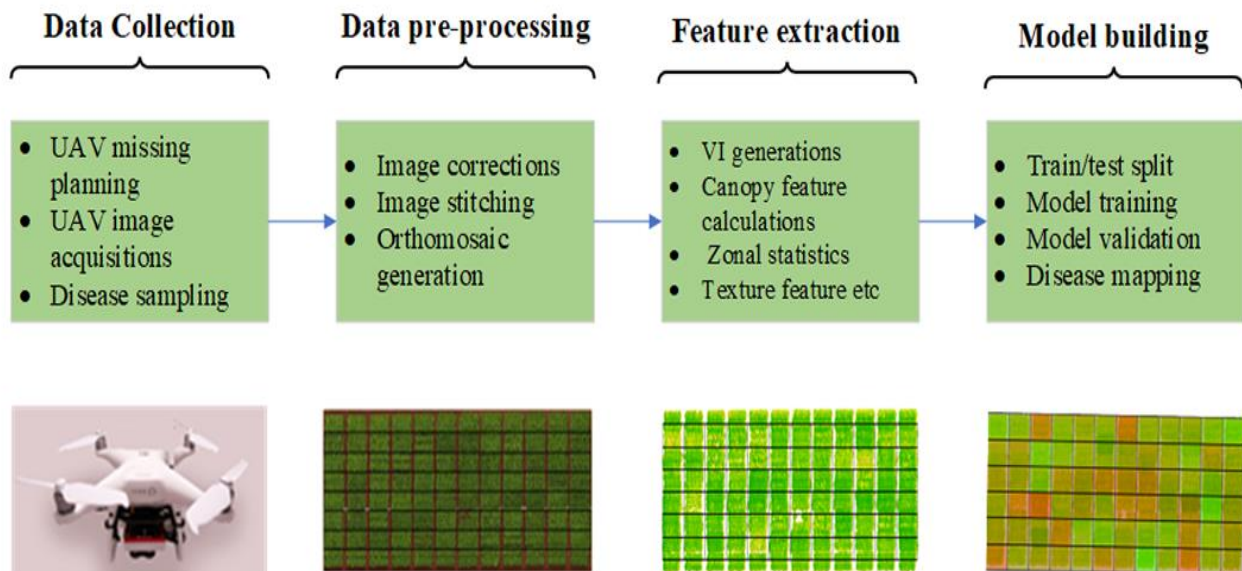 Data Collection
Data pre-processing
Feature extraction
Model building
• UAV missing
planning
• UAV image
acquisitions
• Disease sampling
• Image corrections
• Image stitching
• Orthomosaic
generation
• VI generations
• Canopy feature
calculations
• Zonal statistics
• Texture feature etc
• Train/test split
• Model training
• Model validation
• Disease mapping